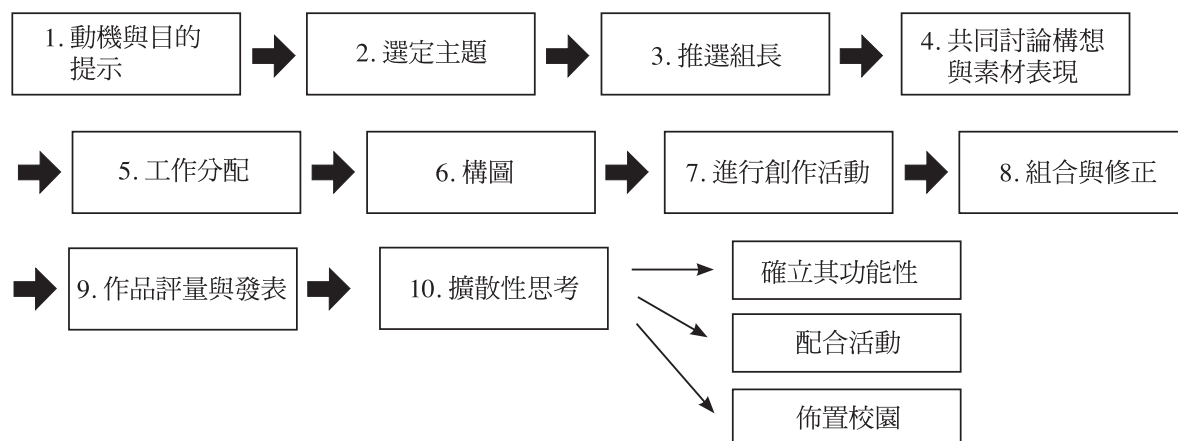 1. 動機與目的
提示
2. 選定主題
3. 推選組長
4. 共同討論構想
與素材表現
5. 工作分配
6. 構圖
7. 進行創作活動
8. 組合與修正
9. 作品評量與發表
10. 擴散性思考
確立其功能性
配合活動
佈置校園